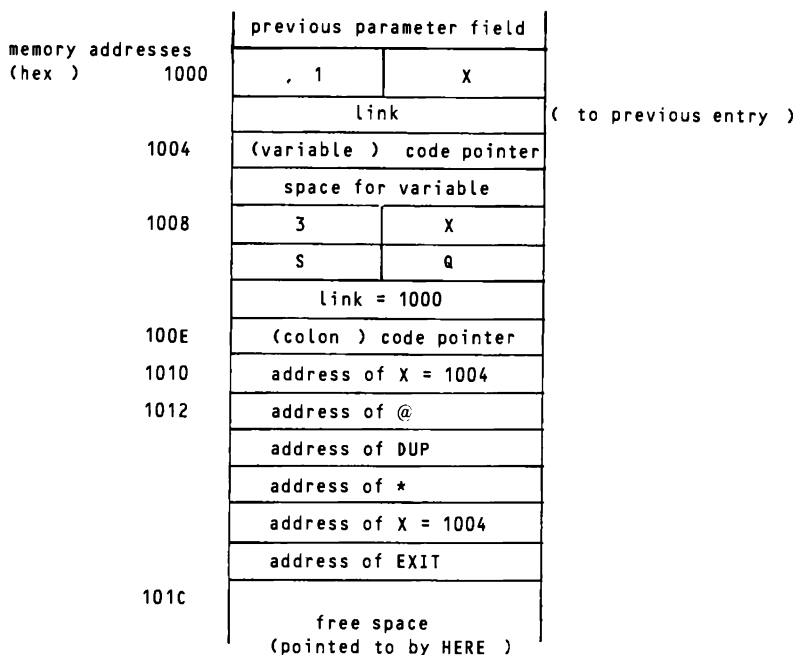 previous parameter field
memory addresses
(hex ) 1000 , 1 X
link ( to previous entry )
1004 (variable ) code pointer
space for variable
1008 3 X
S Q
link = 1000
100E (colon ) code pointer
1010 address of X = 1004
1012 address of @
address of DUP
address of *
address of X = 1004
address of EXIT
101C
free space
(pointed to by HERE )